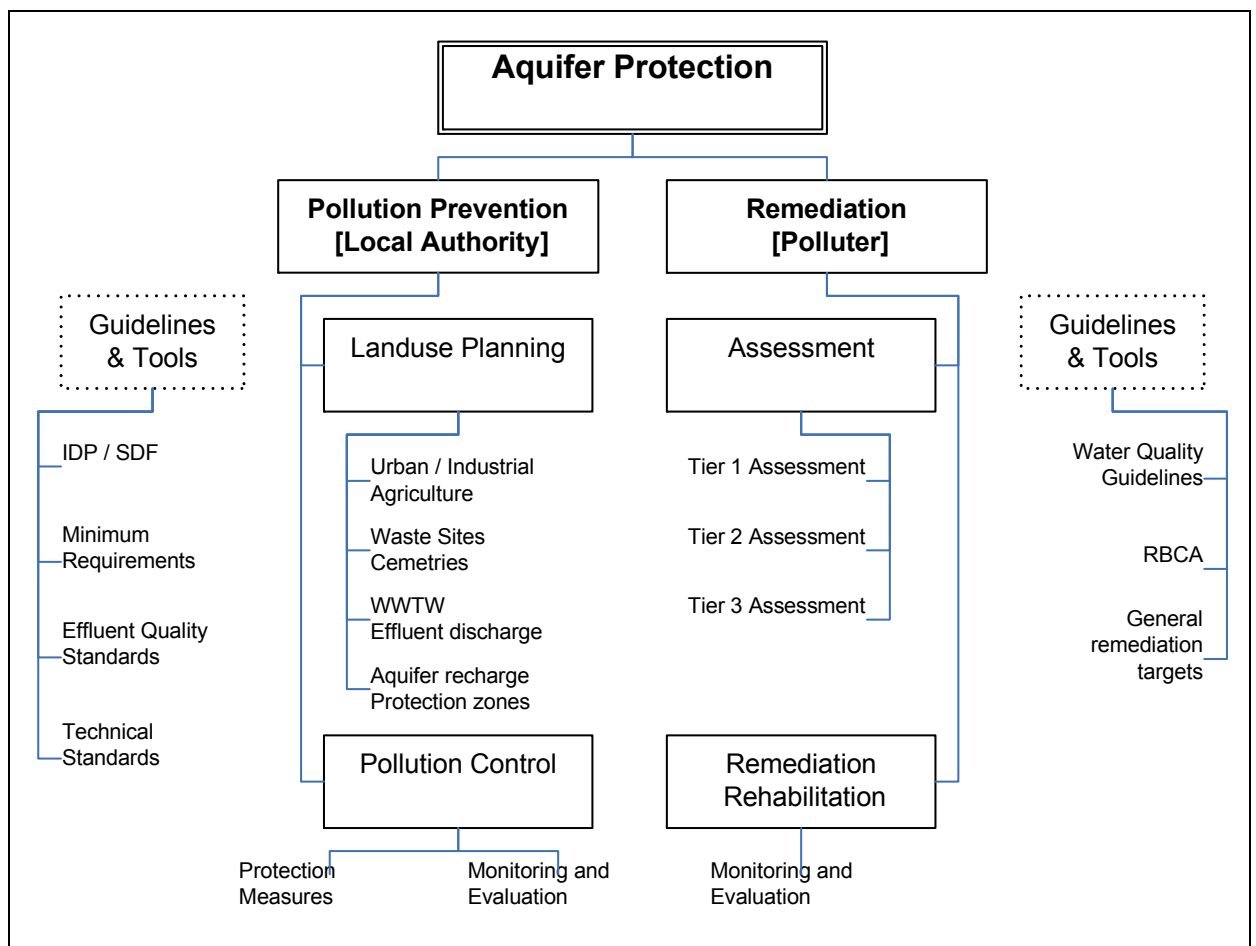 Aquifer Protection
Pollution Prevention
[Local Authority]
Remediation
[Polluter]
Guidelines
& Tools
Landuse Planning
Assessment
Guidelines
& Tools
IDP / SDF
Minimum
Requirements
Effluent Quality
Standards
Technical
Standards
Urban / Industrial
Agriculture
Waste Sites
Cemetries
WWTW
Effluent discharge
Aquifer recharge
Protection zones
Tier 1 Assessment
Tier 2 Assessment
Tier 3 Assessment
Water Quality
Guidelines
RBCA
General
remediation
targets
Pollution Control
Remediation
Rehabilitation
Protection
Measures
Monitoring and
Evaluation
Monitoring and
Evaluation